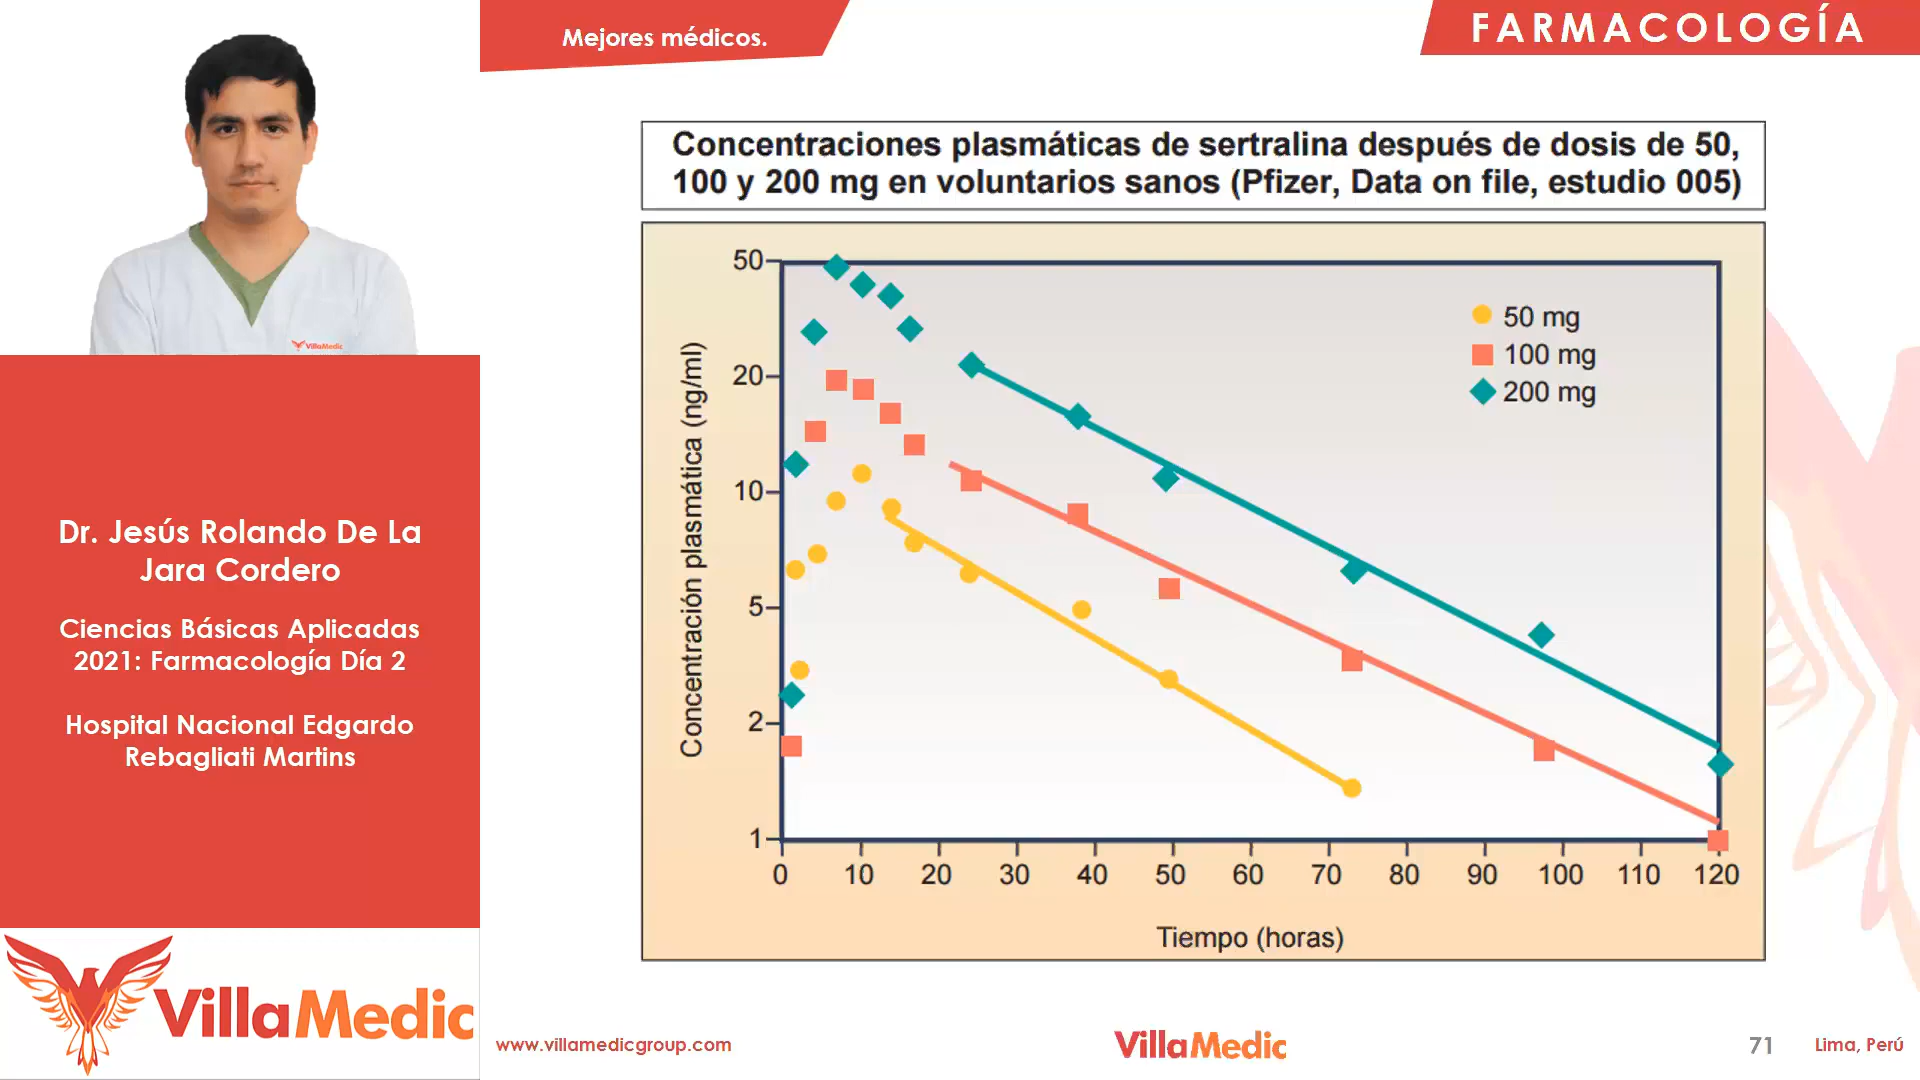 Mejores médicos.
FARMACOLOGÍA
VillaMedic
Dr. Jesús Rolando De La
Jara Cordero
Ciencias Básicas Aplicadas
2021: Farmacología Día 2
Hospital Nacional Edgardo
Rebagliati Martins
VillaMedic
Concentraciones plasmáticas de sertralina después de dosis de 50,
100 y 200 mg en voluntarios sanos (Pfizer, Data on file, estudio 005)
Concentración plasmática (ng/ml)
50
20
10
5
2
1
50 mg
100 mg
200 mg
0 10 20 30 40 50 60 70 80 90 100 110 120
Tiempo (horas)
www.villamedicgroup.com
VillaMedic
71
Lima, Perú